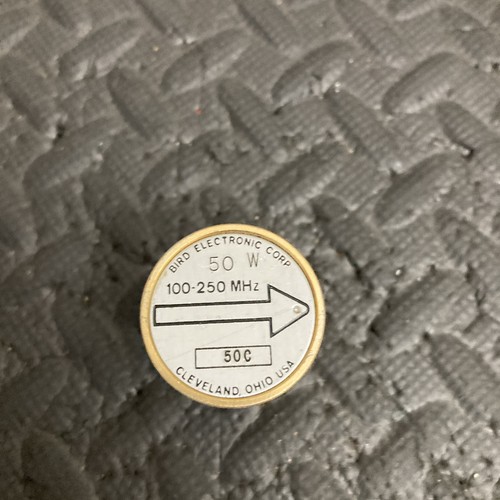 BIRD ELECTRONIC CORP
50 W
100-250 MHz
50C
CLEVELAND, OHIO USA